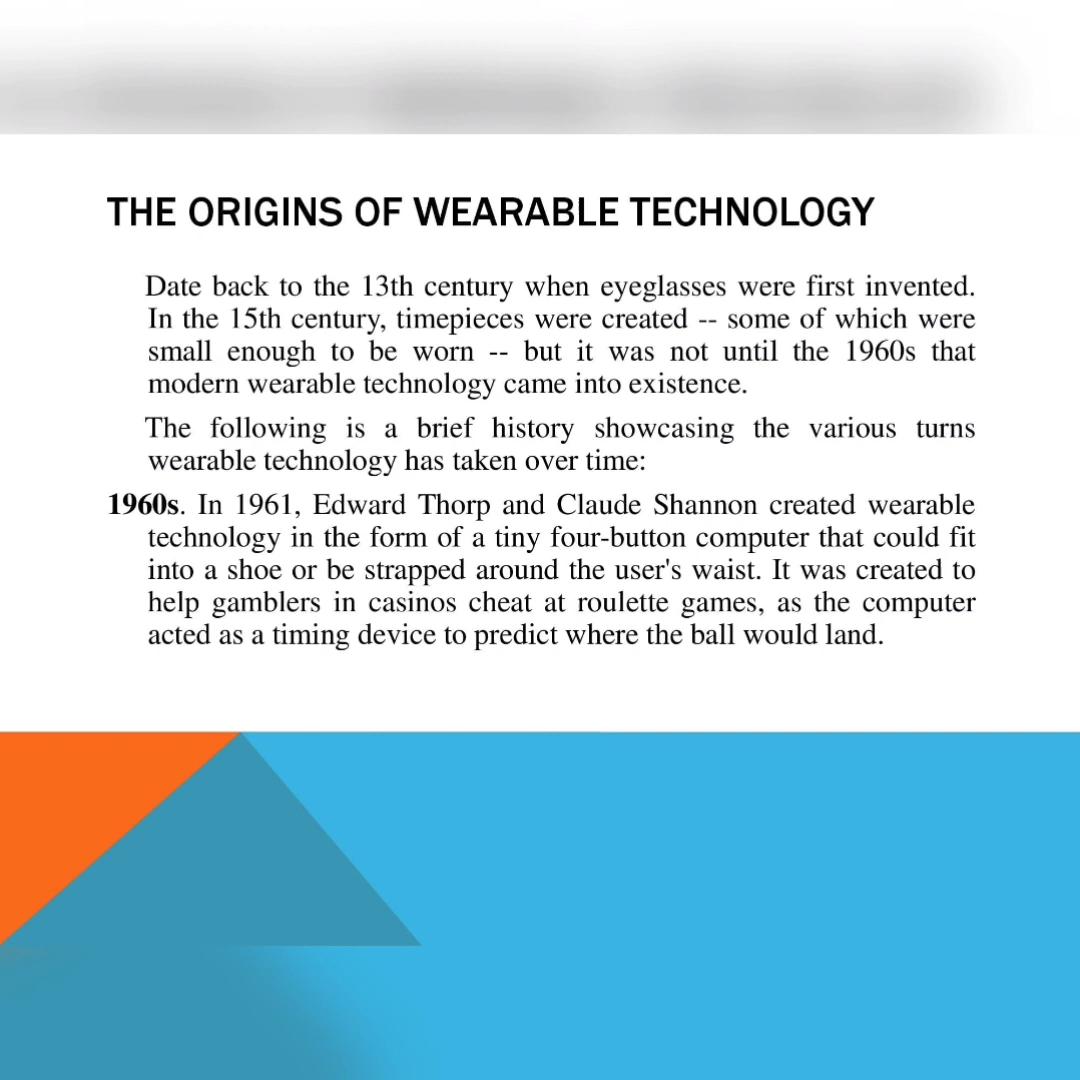 THE ORIGINS OF WEARABLE TECHNOLOGY
Date back to the 13th century when eyeglasses were first invented.
In the 15th century, timepieces were created -- some of which were
small enough to be worn -- but it was not until the 1960s that
modern wearable technology came into existence.
The following is a brief history showcasing the various turns
wearable technology has taken over time:
1960s. In 1961, Edward Thorp and Claude Shannon created wearable
technology in the form of a tiny four-button computer that could fit
into a shoe or be strapped around the user's waist. It was created to
help gamblers in casinos cheat at roulette games, as the computer
acted as a timing device to predict where the ball would land.